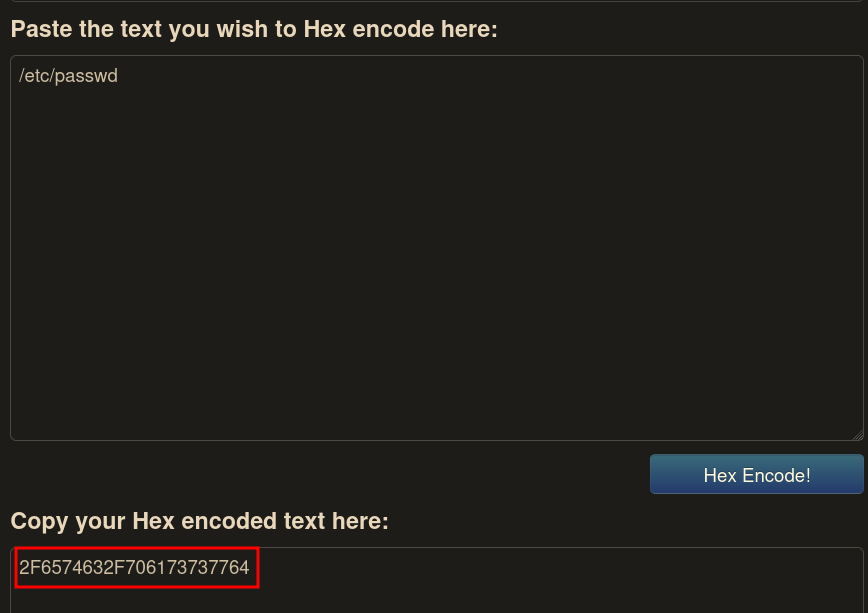 Paste the text you wish to Hex encode here:
/etc/passwd
Hex Encode!
Copy your Hex encoded text here:
2F6574632F706173737764